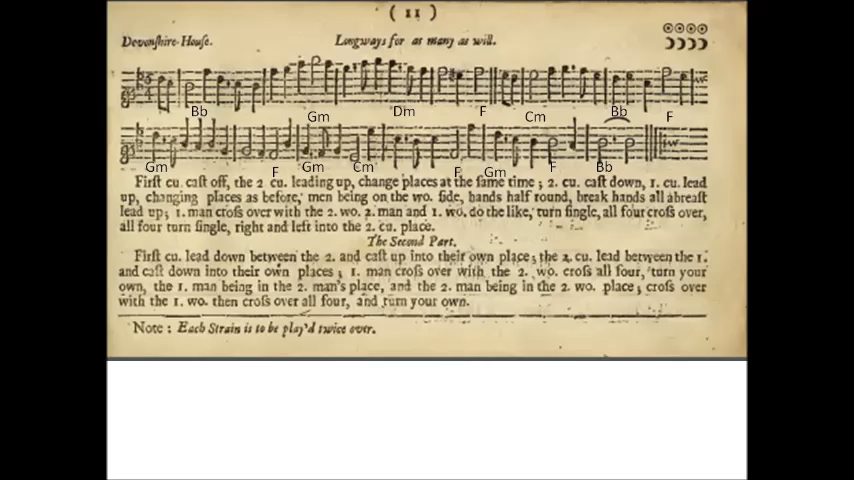 ( 11 )
Devonſhire-Houſe. Longways for as many as will.
Bb Gm Dm F Cm Bb F
Gm F Gm Cm F Gm F Bb
Firſt cu. caſt off, the 2 cu. leading up, change places at the ſame time ; 2. cu. caſt down, 1. cu. lead
up, changing places as before, men being on the wo. ſide, hands half round, break hands all abreaſt
lead up; 1. man croſs over with the 2. wo. 2. man and 1. wo. do the like, turn ſingle, all four croſs over,
all four turn ſingle, right and left into the 2. cu. place.
The Second Part.
Firſt cu. lead down between the 2. and caſt up into their own place; the 2. cu. lead between the 1.
and caſt down into their own places ; 1. man croſs over with the 2. wo. croſs all four, turn your
own, the 1. man being in the 2. man's place, and the 2. man being in the 2. wo. place ; croſs over
with the 1. wo. then croſs over all four, and turn your own.
Note : Each Strain is to be play'd twice over.